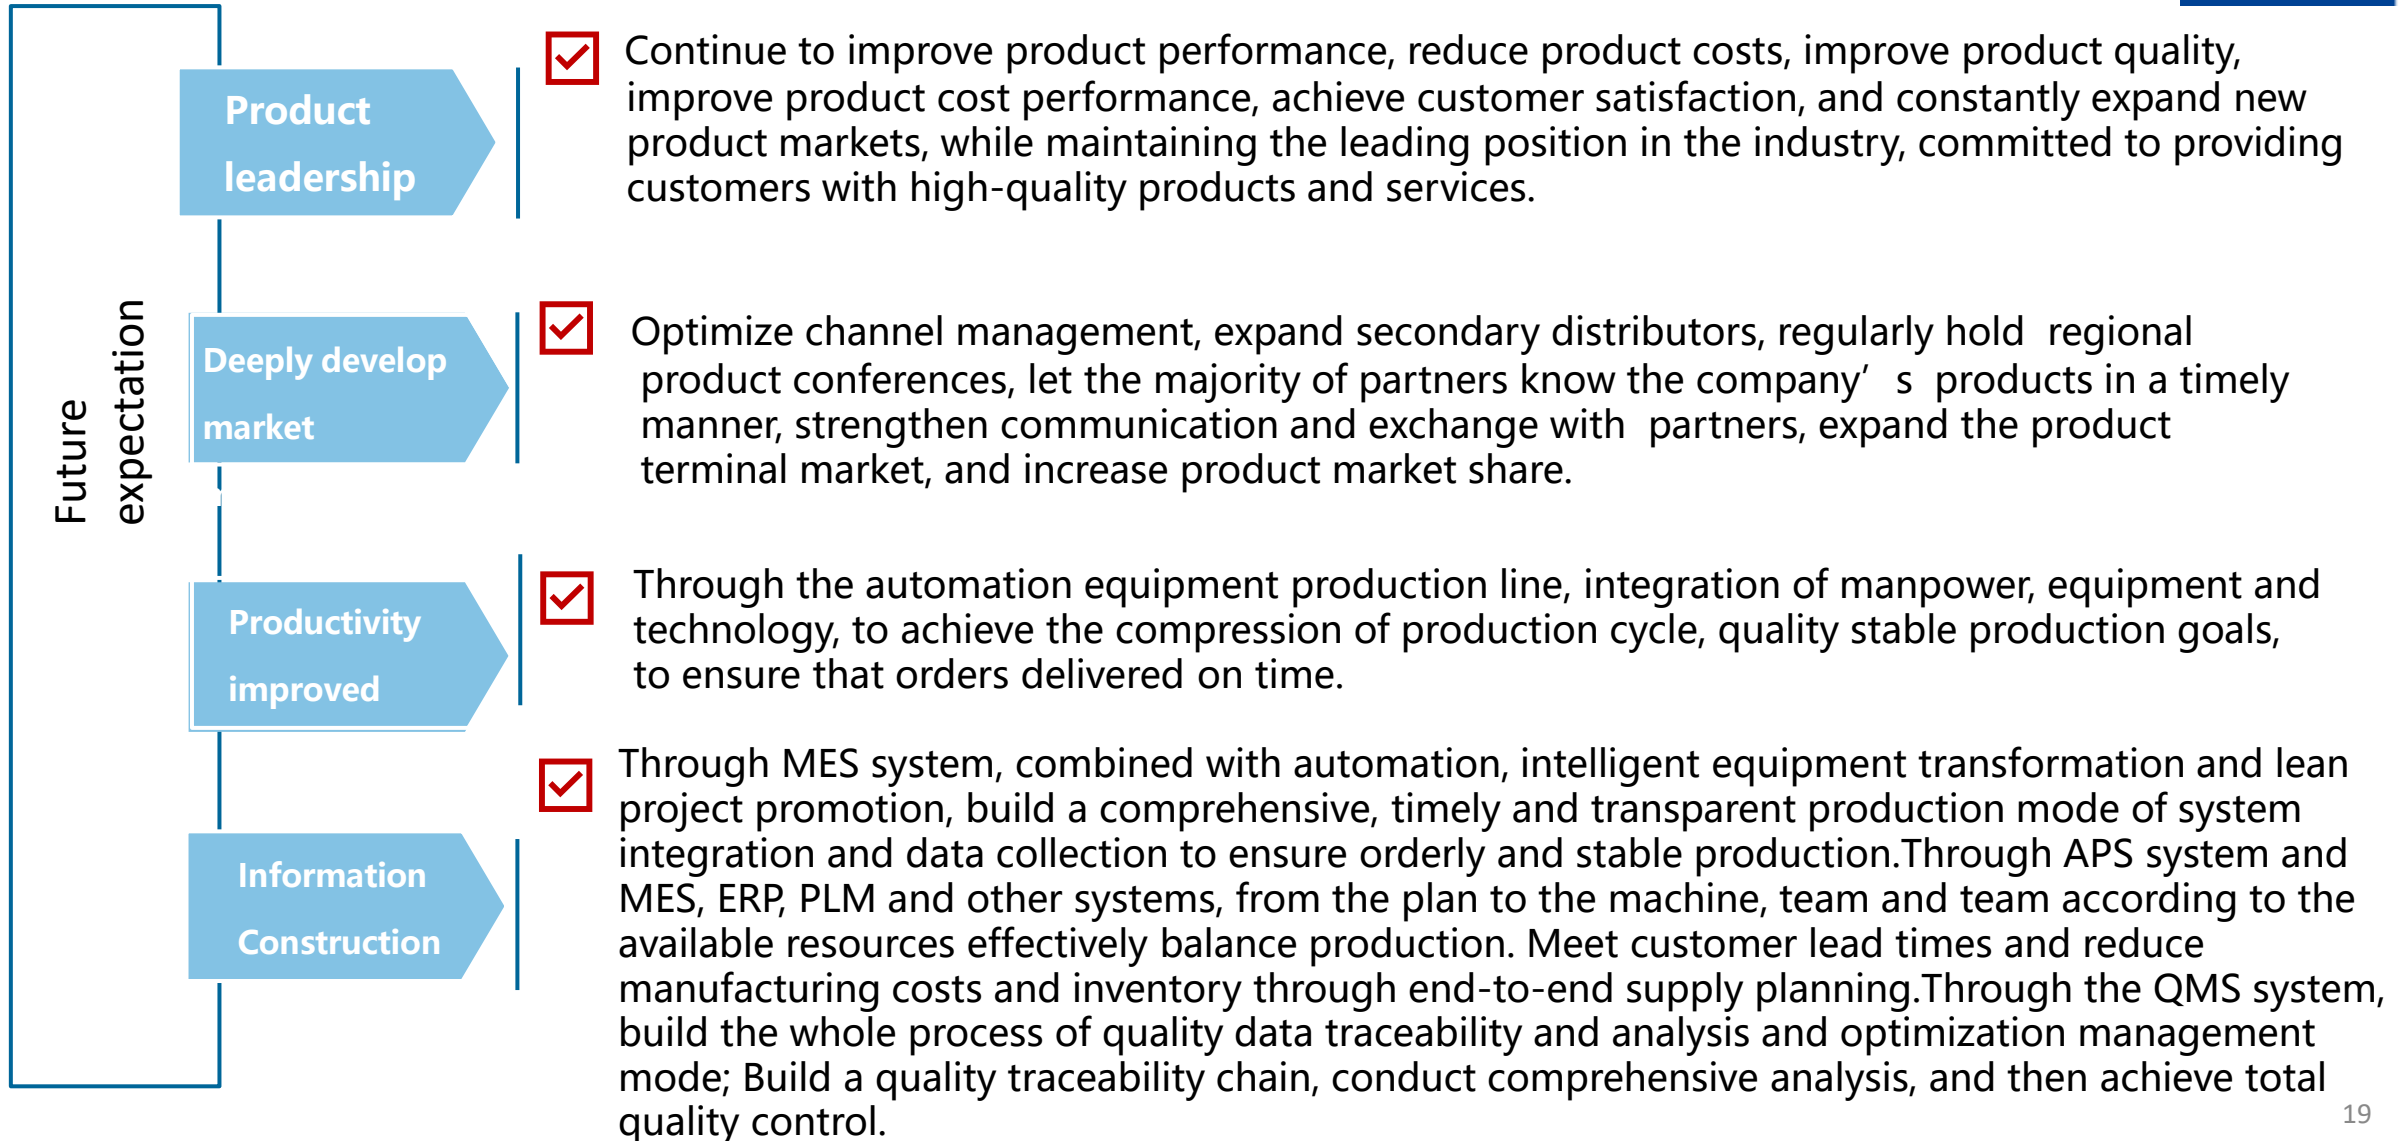 Future
expectation
Product
leadership
Continue to improve product performance, reduce product costs, improve product quality,
improve product cost performance, achieve customer satisfaction, and constantly expand new
product markets, while maintaining the leading position in the industry, committed to providing
customers with high-quality products and services.
Deeply develop
market
Optimize channel management, expand secondary distributors, regularly hold  regional
product conferences, let the majority of partners know the company’ s  products in a timely
manner, strengthen communication and exchange with  partners, expand the product
terminal market, and increase product market share.
Productivity
improved
Through the automation equipment production line, integration of manpower, equipment and
technology, to achieve the compression of production cycle, quality stable production goals,
to ensure that orders delivered on time.
Information
Construction
Through MES system, combined with automation, intelligent equipment transformation and lean
project promotion, build a comprehensive, timely and transparent production mode of system
integration and data collection to ensure orderly and stable production.Through APS system and
MES, ERP, PLM and other systems, from the plan to the machine, team and team according to the
available resources effectively balance production. Meet customer lead times and reduce
manufacturing costs and inventory through end-to-end supply planning.Through the QMS system,
build the whole process of quality data traceability and analysis and optimization management
mode; Build a quality traceability chain, conduct comprehensive analysis, and then achieve total
quality control.
19